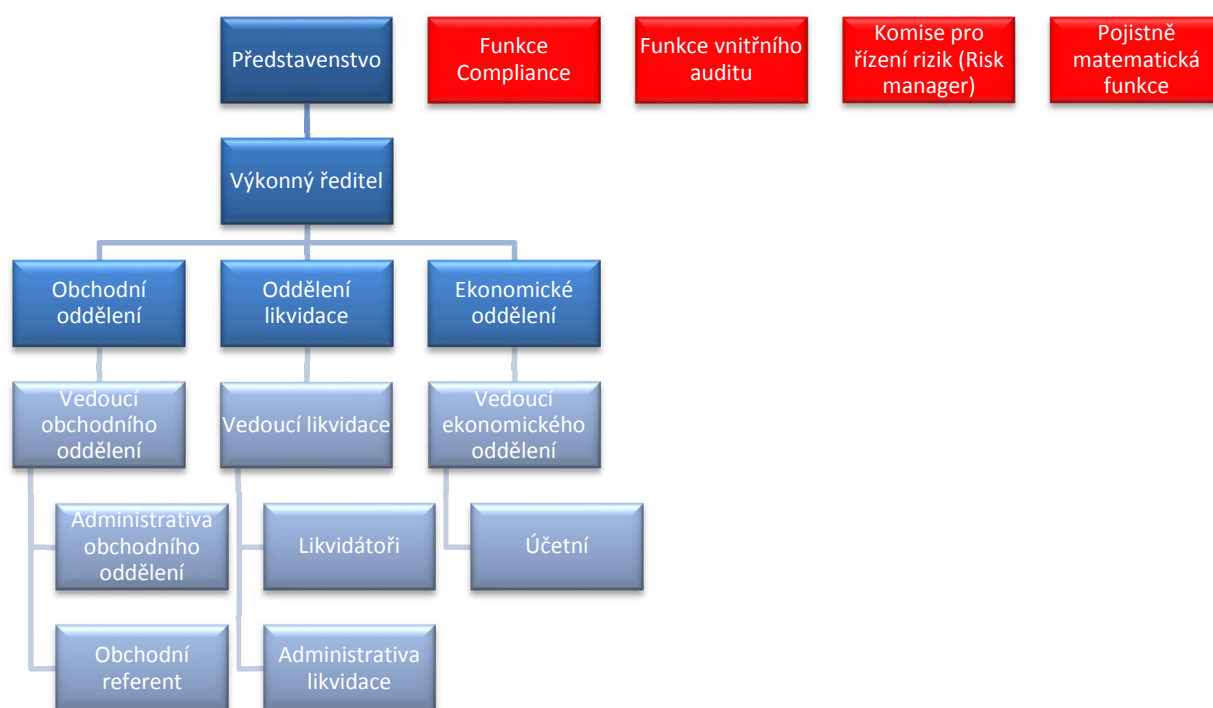 Představenstvo
Funkce
Compliance
Funkce vnitřního
auditu
Komise pro
řízení rizik (Risk
manager)
Pojistně
matematická
funkce
Výkonný ředitel
Obchodní
oddělení
Oddělení
likvidace
Ekonomické
oddělení
Vedoucí
obchodního
oddělení
Vedoucí likvidace
Vedoucí
ekonomického
oddělení
Administrativa
obchodního
oddělení
Likvidátoři
Účetní
Obchodní
referent
Administrativa
likvidace